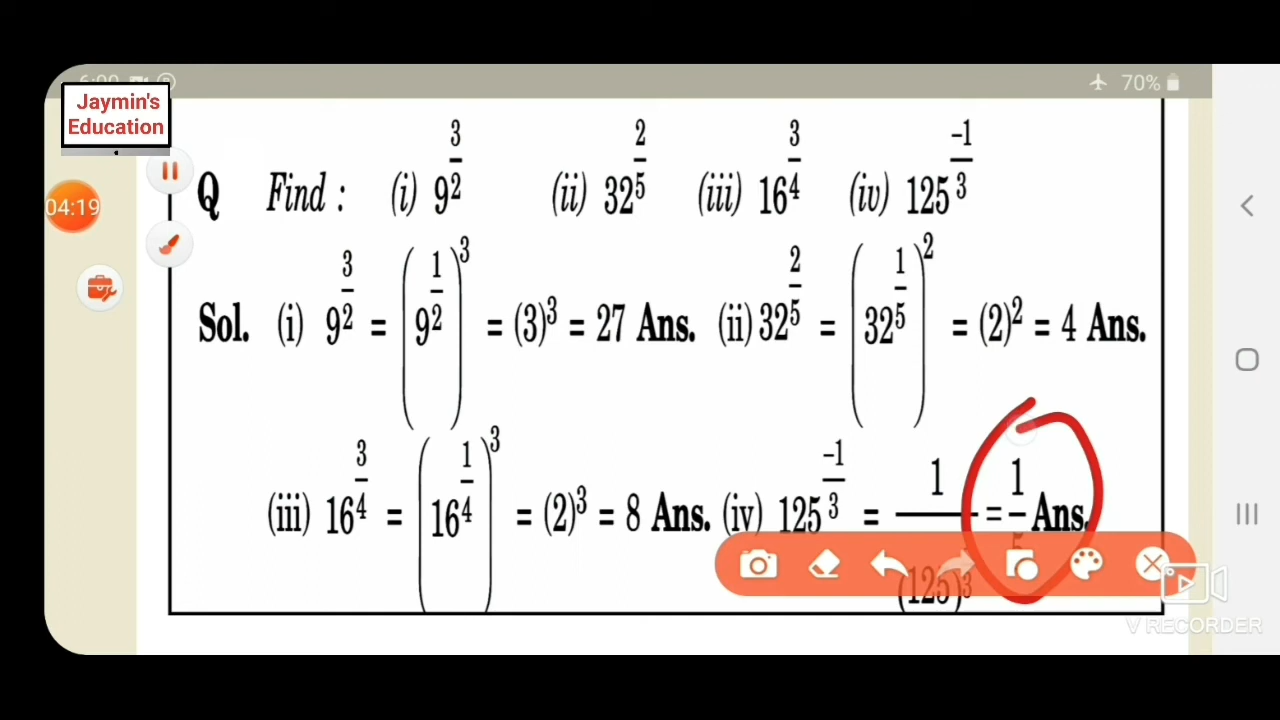 6:00 70%
Jaymin's
Education
04:19
Q Find : (i) 9^(3/2) (ii) 32^(2/5) (iii) 16^(3/4) (iv) 125^(-1/3)
Sol. (i) 9^(3/2) = (9^(1/2))^3 = (3)^3 = 27 Ans. (ii) 32^(2/5) = (32^(1/5))^2 = (2)^2 = 4 Ans.
(iii) 16^(3/4) = (16^(1/4))^3 = (2)^3 = 8 Ans. (iv) 125^(-1/3) = 1/(125)^3 = 1/5 Ans.
V RECORDER